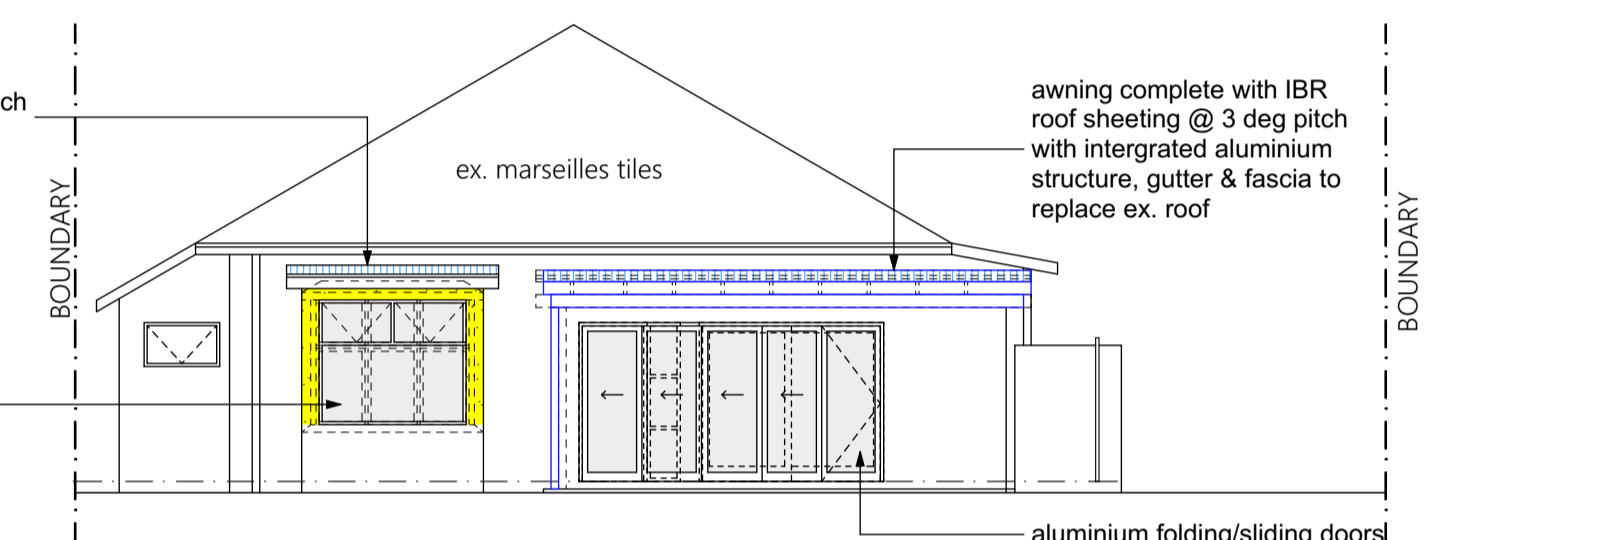 ch
BOUNDARY
ex. marseilles tiles
awning complete with IBR
roof sheeting @ 3 deg pitch
with intergrated aluminium
structure, gutter & fascia to
replace ex. roof
BOUNDARY
aluminium folding/sliding doors